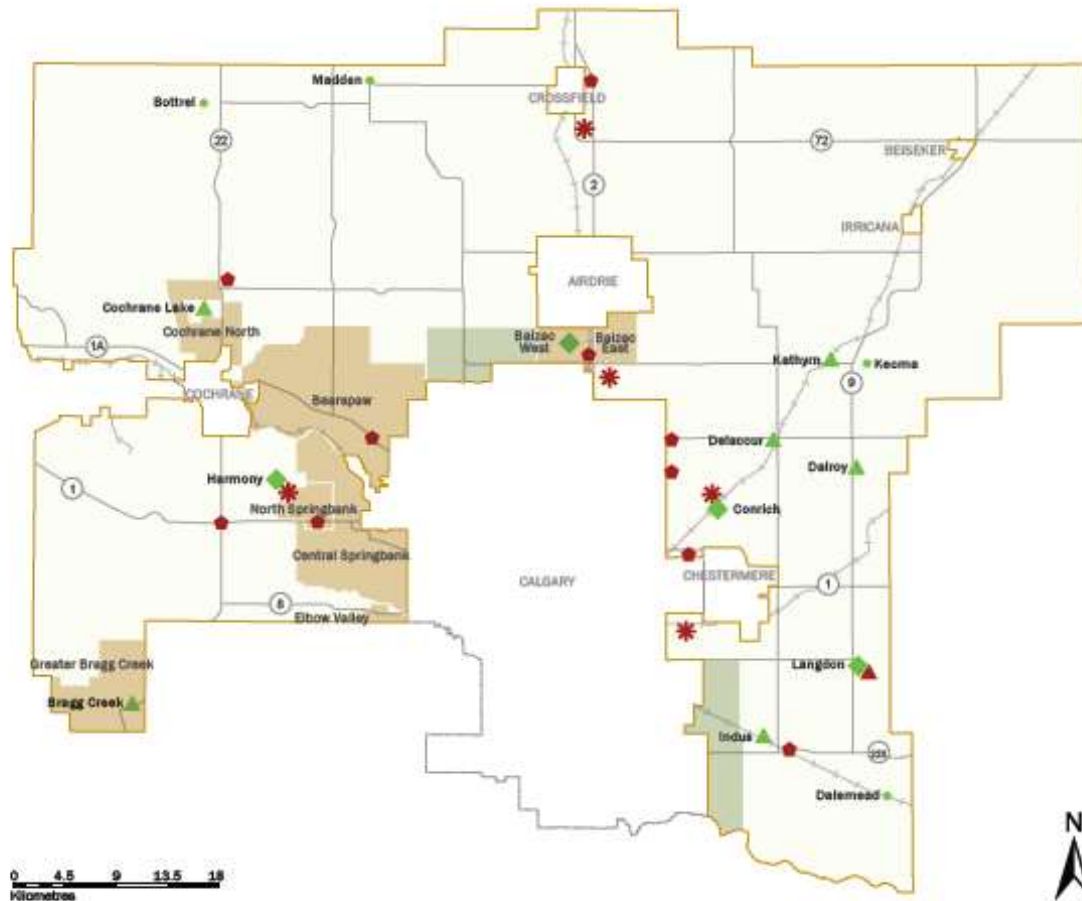 Madden
Bottrel
CROSSFIELD
22
72
BEISEKER
2
IRRICANA
AIRDRIE
Cochrane Lake
Cochrane North
1A
Balzac West
Balzac East
Kathyrn
Keoma
COCHRANE
Bearspaw
9
Delacour
Dalroy
Harmony
1
North Springbank
Conrich
Central Springbank
CALGARY
CHESTERMERE
1
8
Elbow Valley
Greater Bragg Creek
Langdon
Bragg Creek
Indus
Dalemead
N
0 4.5 9 13.5 18
Kilometres